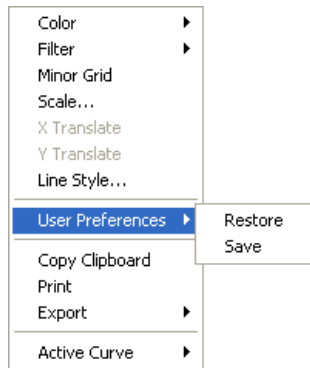 Color
Filter
Minor Grid
Scale...
X Translate
Y Translate
Line Style...
User Preferences
Restore
Save
Copy Clipboard
Print
Export
Active Curve